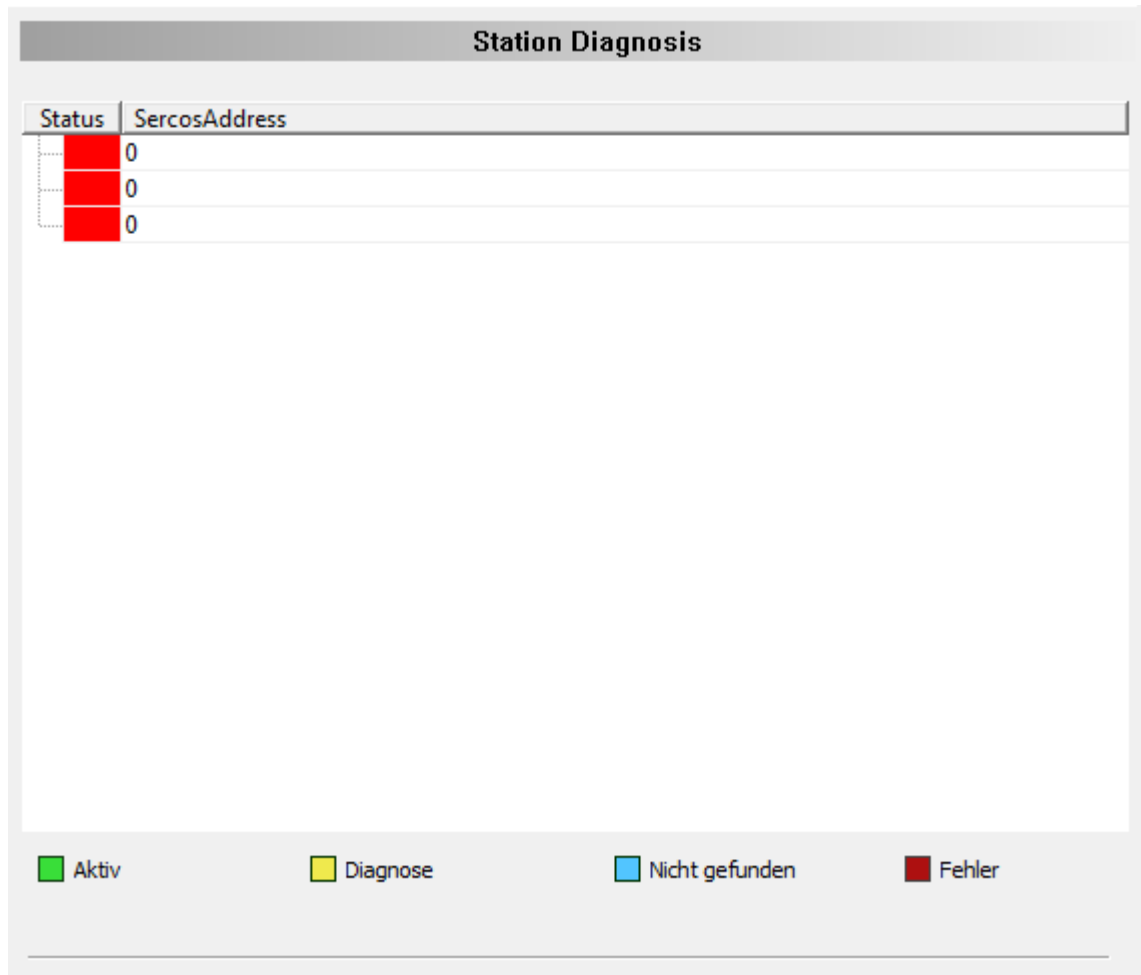 Station Diagnosis
Status SercosAddress
0
0
0
Aktiv Diagnose Nicht gefunden Fehler